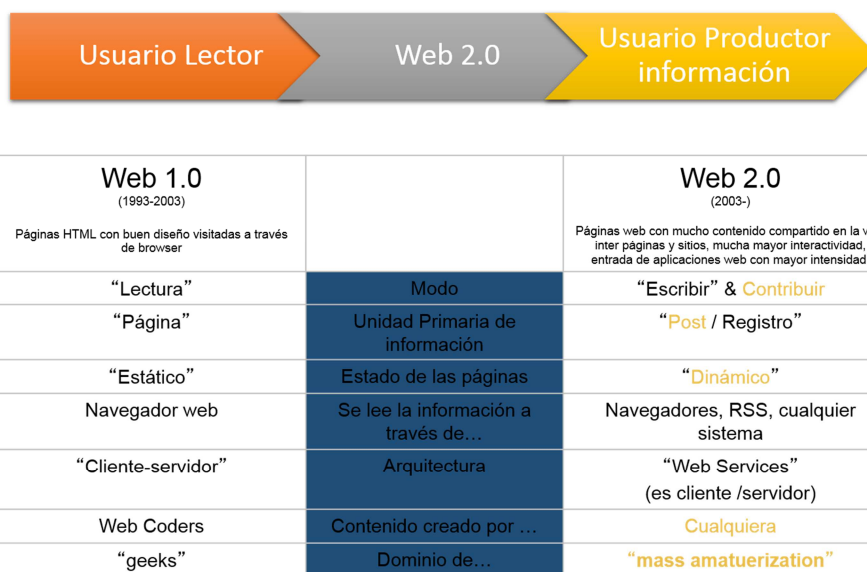 Usuario Lector
Web 2.0
Usuario Productor
información
Web 1.0
(1993-2003)
Páginas HTML con buen diseño visitadas a través
de browser
Web 2.0
(2003-)
Páginas web con mucho contenido compartido en la
inter páginas y sitios, mucha mayor interactividad,
entrada de aplicaciones web con mayor intensidad
“Lectura”
Modo
“Escribir” & Contribuir
“Página”
Unidad Primaria de
información
“Post / Registro”
“Estático”
Estado de las páginas
“Dinámico”
Navegador web
Se lee la información a
través de…
Navegadores, RSS, cualquier
sistema
“Cliente-servidor”
Arquitectura
“Web Services”
(es cliente /servidor)
Web Coders
Contenido creado por …
Cualquiera
“geeks”
Dominio de…
“mass amatuerization”